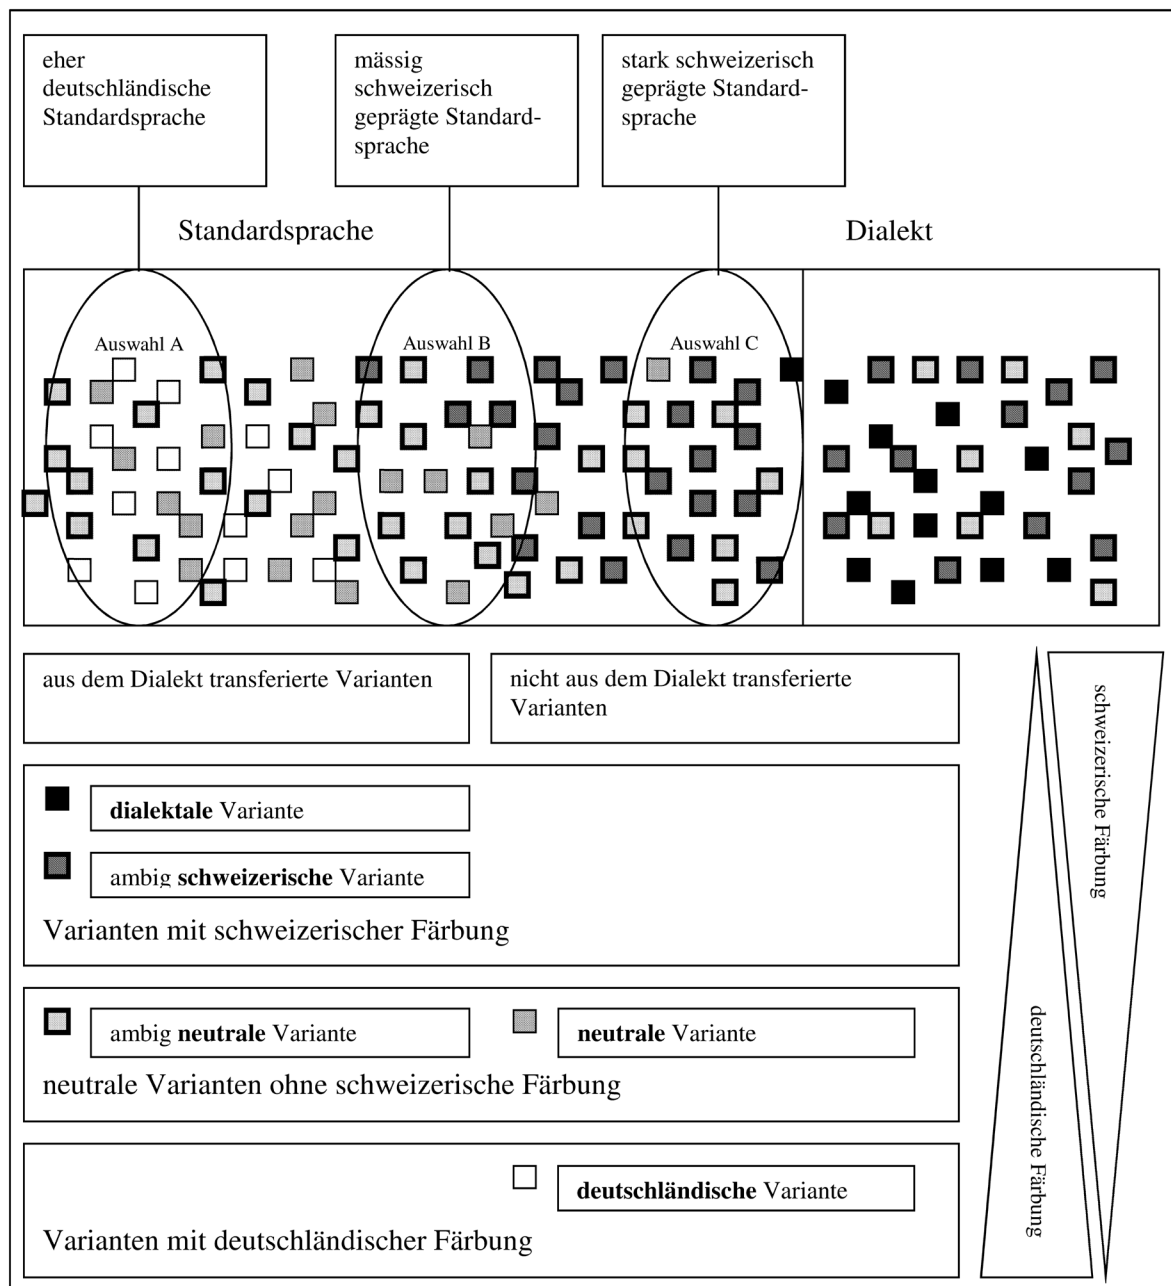 eher
deutschländische
Standardsprache
mässig
schweizerisch
geprägte Standard-
sprache
stark schweizerisch
geprägte Standard-
sprache
Standardsprache
Dialekt
Auswahl A
Auswahl B
Auswahl C
aus dem Dialekt transferierte Varianten
nicht aus dem Dialekt transferierte
Varianten
schweizerische Färbung
deutschländische Färbung
dialektale Variante
ambig schweizerische Variante
Varianten mit schweizerischer Färbung
ambig neutrale Variante
neutrale Variante
neutrale Varianten ohne schweizerische Färbung
deutschländische Variante
Varianten mit deutschländischer Färbung